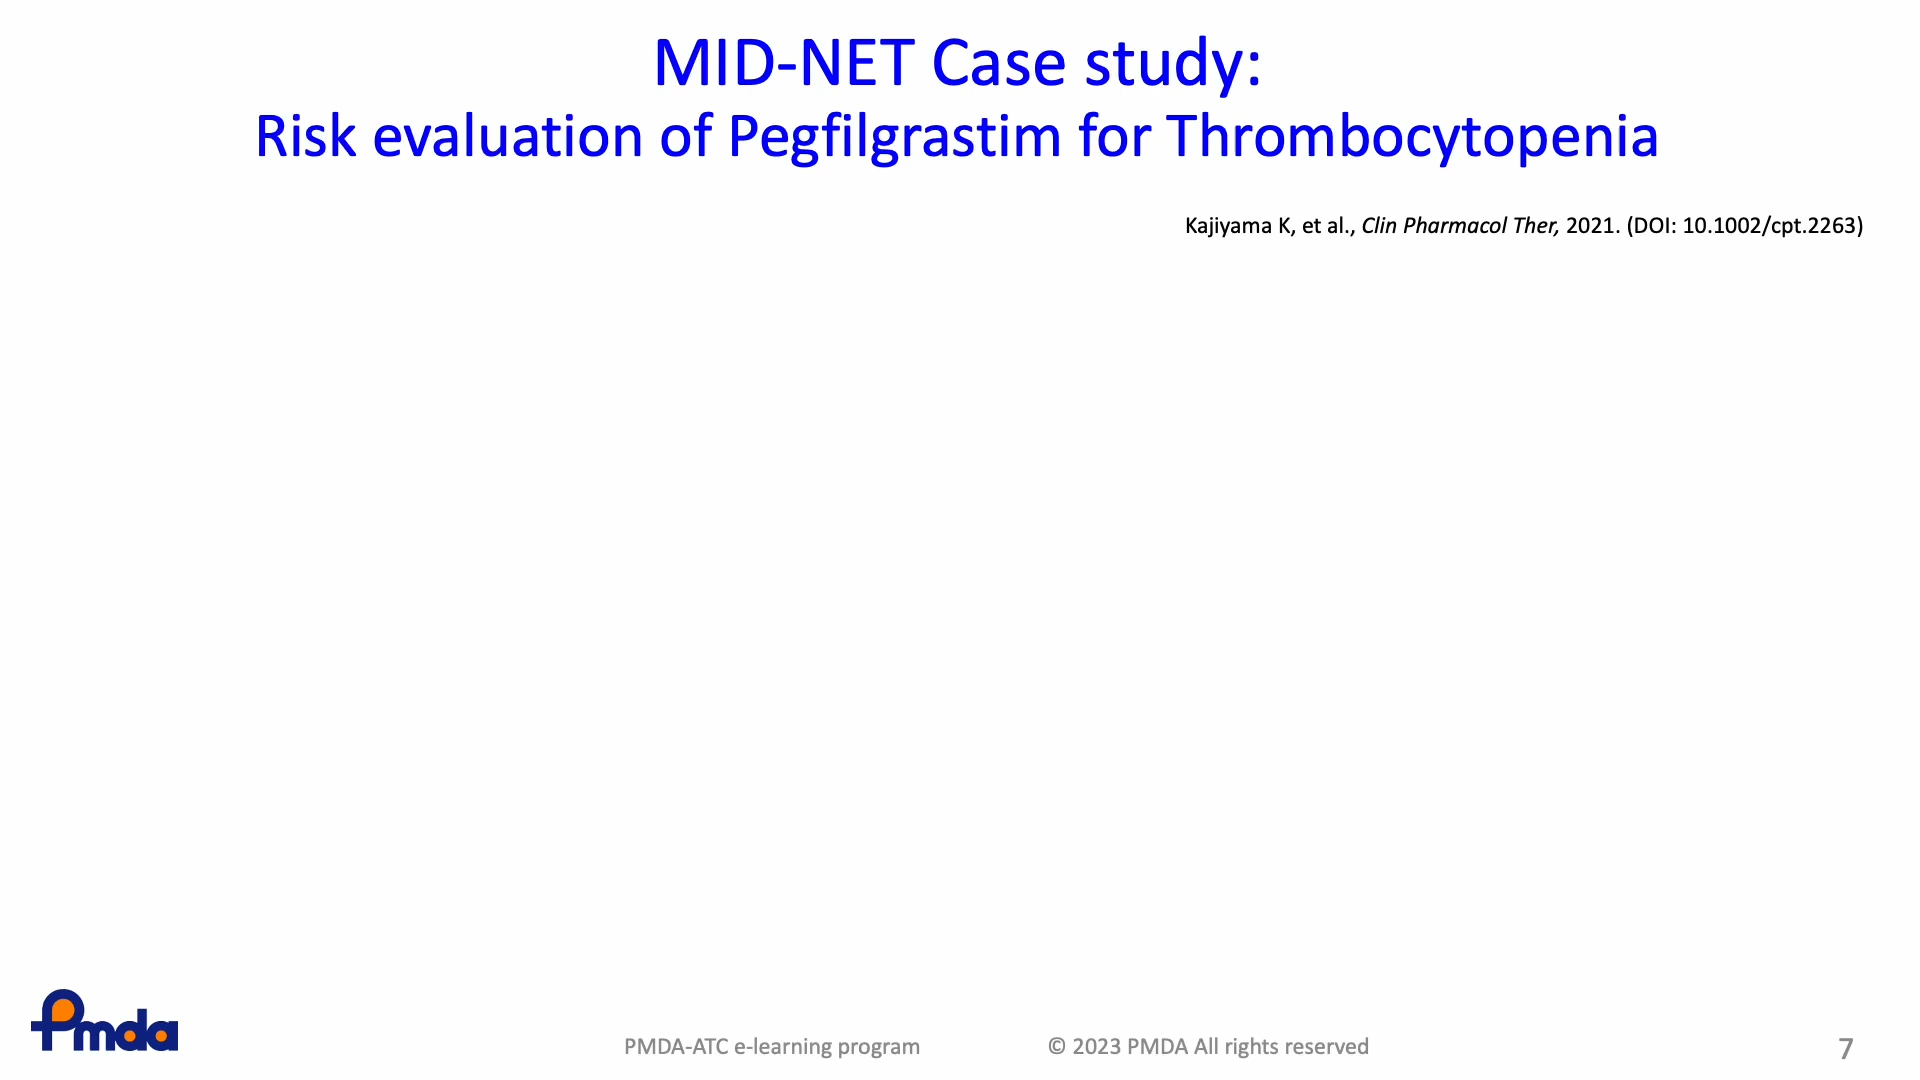 MID-NET Case study:
Risk evaluation of Pegfilgrastim for Thrombocytopenia
Kajiyama K, et al., Clin Pharmacol Ther, 2021. (DOI: 10.1002/cpt.2263)
Pmda
PMDA-ATC e-learning program
© 2023 PMDA All rights reserved
7